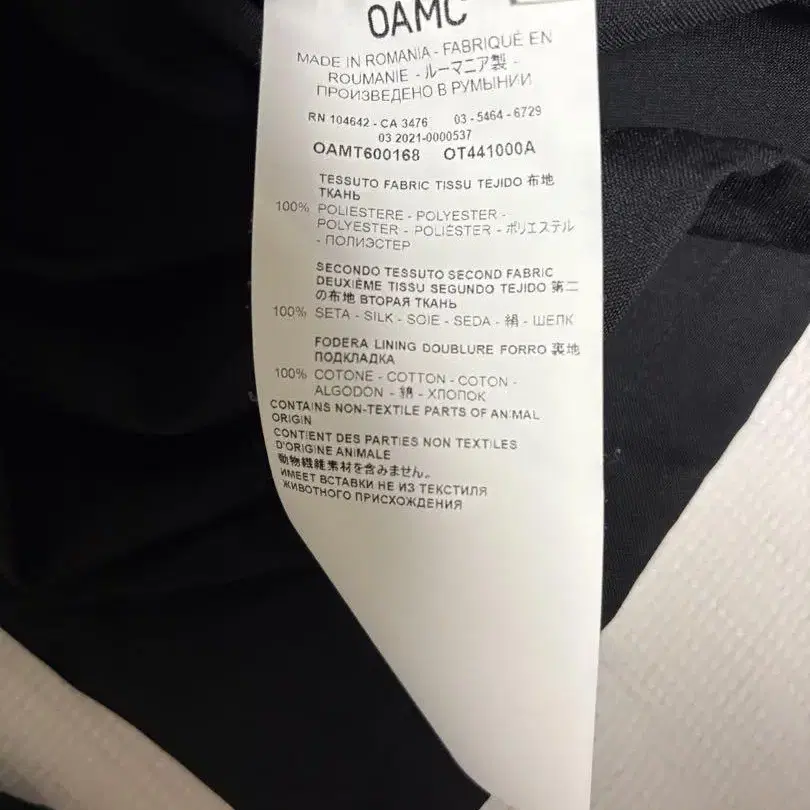 OAMC
MADE IN ROMANIA - FABRIQUÉ EN
ROUMANIE - ルーマニア製 -
ПРОИЗВЕДЕНО В РУМЫНИИ
RN 104642 - CA 3476 03 - 5464 - 6729
03 2021-0000537
OAMT600168 OT441000A
TESSUTO FABRIC TISSU TEJIDO 布地
ТКАНЬ
100% POLIESTERE - POLYESTER -
POLYESTER - POLIÉSTER - ポリエステル
- ПОЛИЭСТЕР
SECONDO TESSUTO SECOND FABRIC
DEUXIÈME TISSU SEGUNDO TEJIDO 第二
の布地 ВТОРАЯ ТКАНЬ
100% SETA - SILK - SOIE - SEDA - 絹 - ШЕЛК
FODERA LINING DOUBLURE FORRO 裏地
ПОДКЛАДКА
100% COTONE - COTTON - COTON -
ALGODÓN - 綿 - ХЛОПОК
CONTAINS NON-TEXTILE PARTS OF ANIMAL
ORIGIN
CONTIENT DES PARTIES NON TEXTILES
D'ORIGINE ANIMALE
動物繊維素材を含みません。
ИМЕЕТ ВСТАВКИ НЕ ИЗ ТЕКСТИЛЯ
ЖИВОТНОГО ПРИСХОЖДЕНИЯ